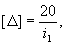 [△] = 20/i₁,